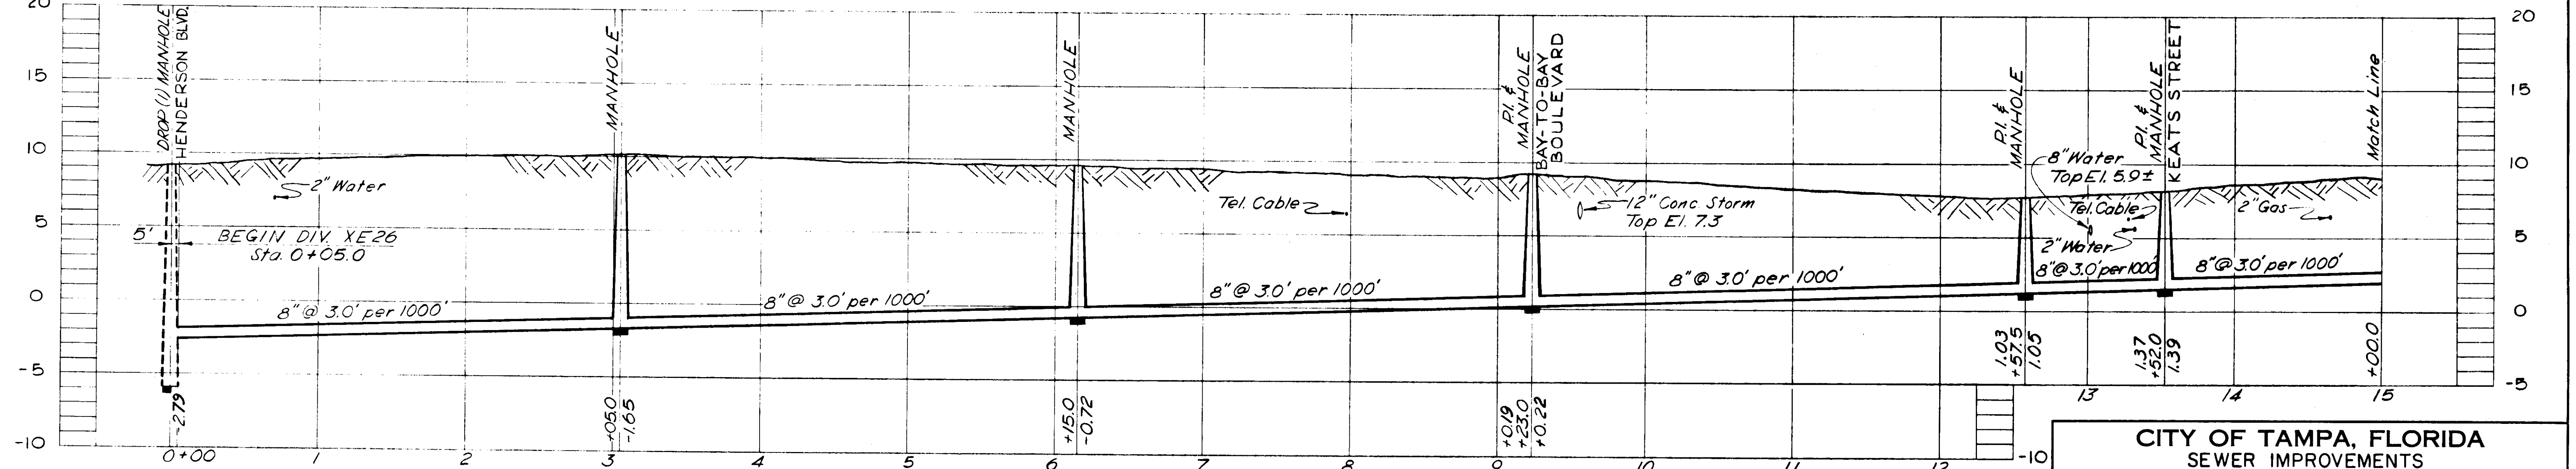 20
15
10
5
0
-5
-10
DROP (1) MANHOLE
HENDERSON BLVD.
2" Water
5'
BEGIN DIV. XE26
Sta. 0+05.0
8" @ 3.0' per 1000'
-2.79
MANHOLE
+05.0
-1.65
8" @ 3.0' per 1000'
MANHOLE
+15.0
-0.72
Tel. Cable
8" @ 3.0' per 1000'
P.I. &
MANHOLE
BAY-TO-BAY
BOULEVARD
+0.19
+23.0
+0.22
12" Conc. Storm
Top El. 7.3
8" @ 3.0' per 1000'
P.I. &
MANHOLE
1.03
+57.5
1.05
8" Water
Top El. 5.9±
Tel. Cable
2" Water
8" @ 3.0' per 1000'
P.I. &
MANHOLE
KEATS STREET
1.37
+52.0
1.39
2" Gas
8" @ 3.0' per 1000'
Match Line
+00.0
20
15
10
5
0
-5
-10
0+00 1 2 3 4 5 6 7 8 9 10 11 12 13 14 15
CITY OF TAMPA, FLORIDA
SEWER IMPROVEMENTS